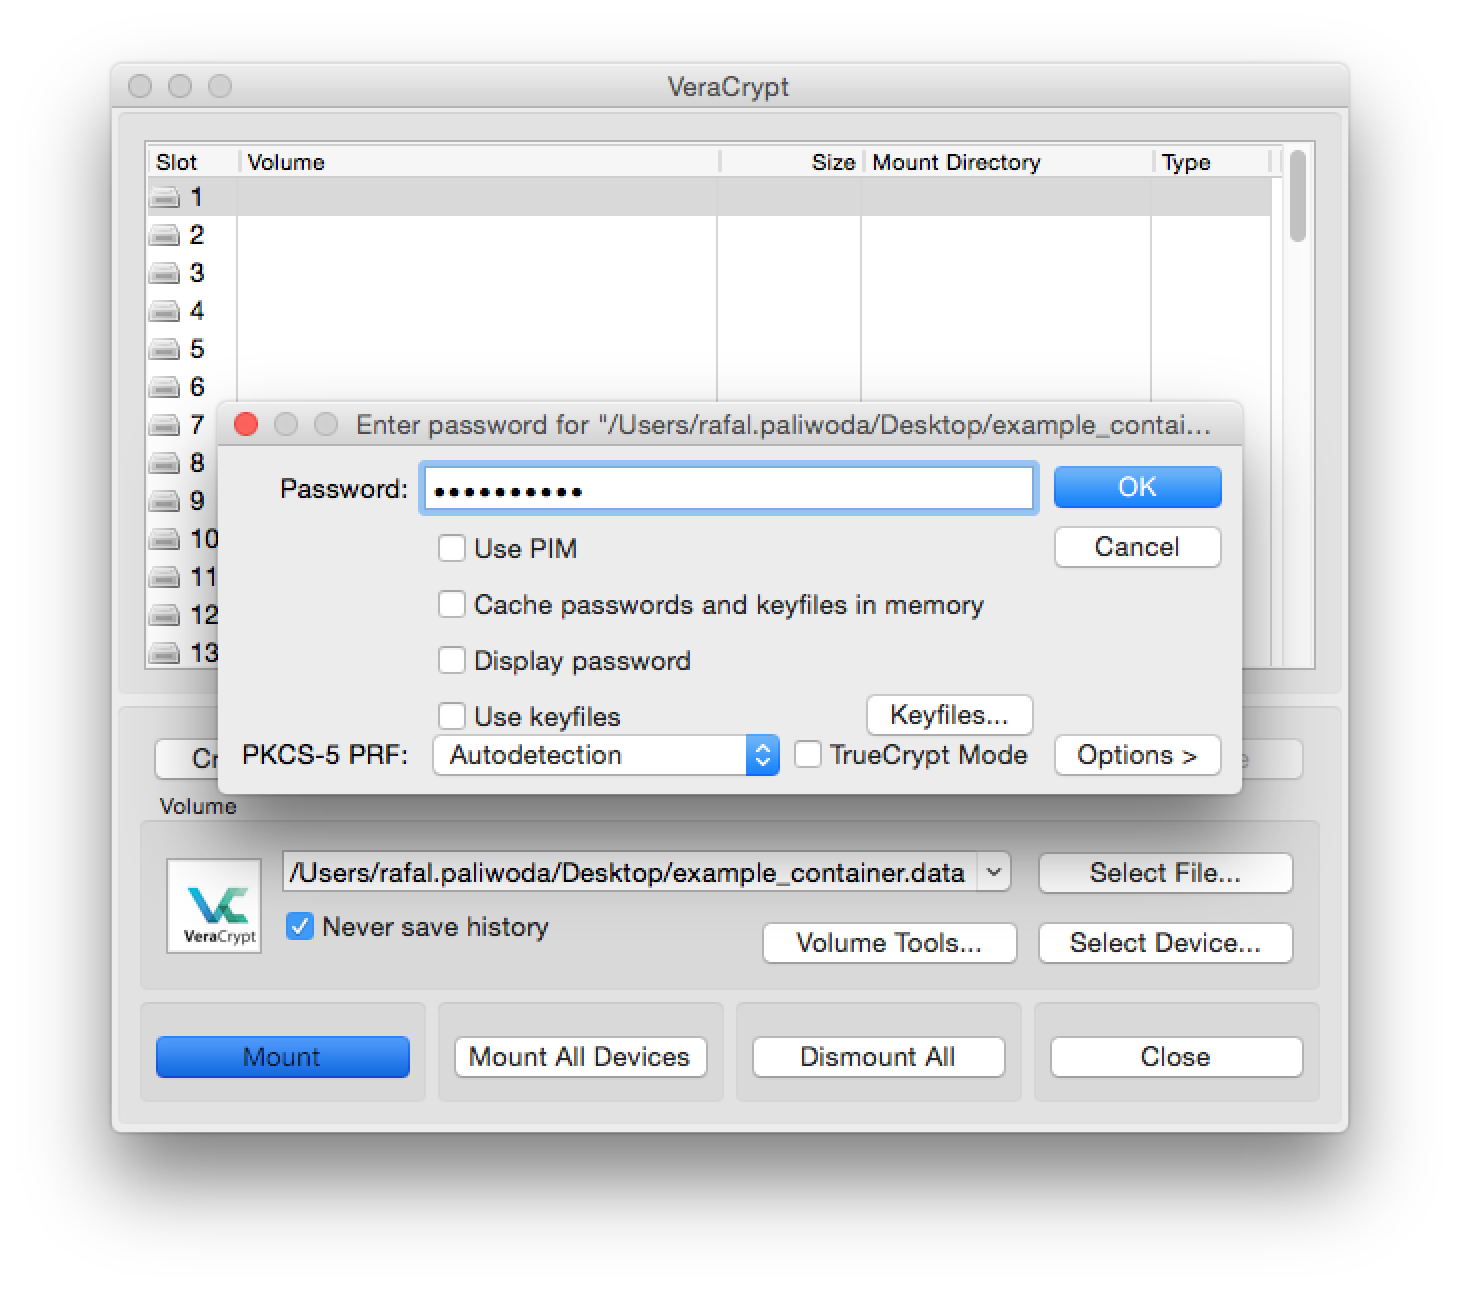 VeraCrypt
Slot Volume Size Mount Directory Type
1
2
3
4
5
6
7
8
9
10
11
12
13
Enter password for "/Users/rafal.paliwoda/Desktop/example_contai...
Password: •••••••••• OK
Use PIM Cancel
Cache passwords and keyfiles in memory
Display password
Use keyfiles Keyfiles...
PKCS-5 PRF: Autodetection TrueCrypt Mode Options >
Volume
VeraCrypt
/Users/rafal.paliwoda/Desktop/example_container.data Select File...
Never save history
Volume Tools... Select Device...
Mount Mount All Devices Dismount All Close